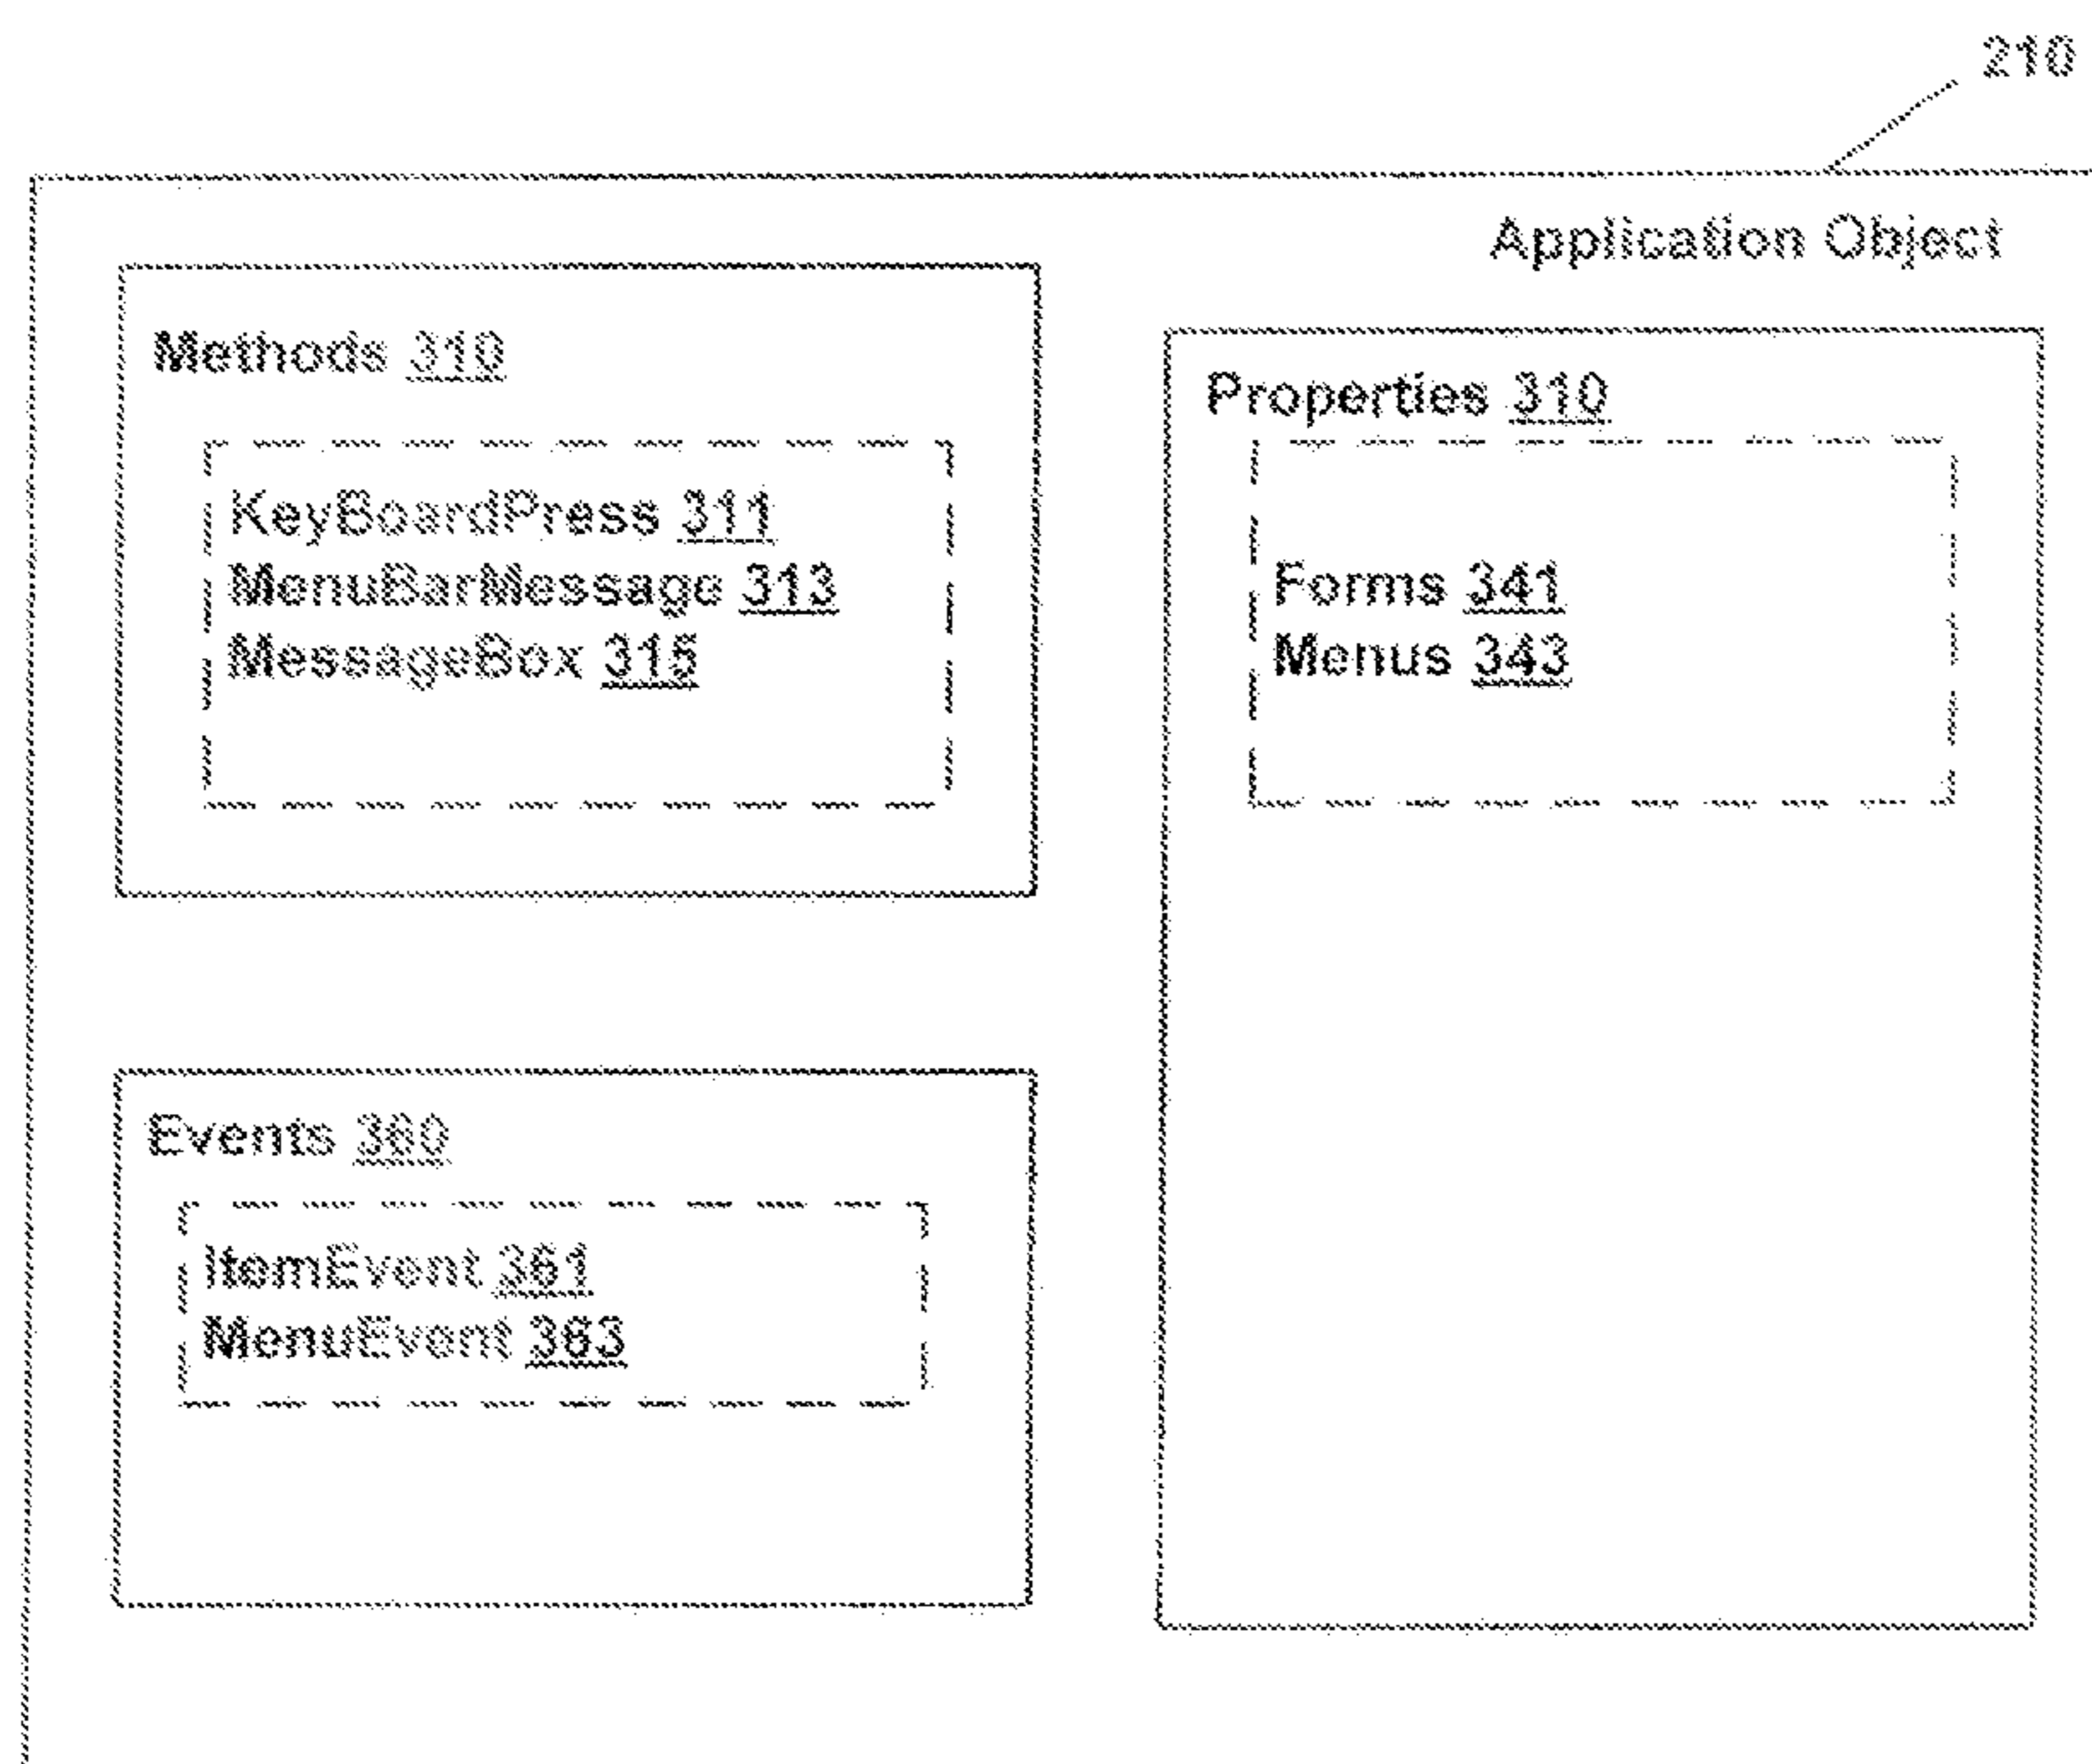 210
Application Object
Methods 310
KeyBoardPress 311
MenuBarMessage 313
MessageBox 315
Properties 310
Forms 341
Menus 343
Events 360
ItemEvent 361
MenuEvent 363